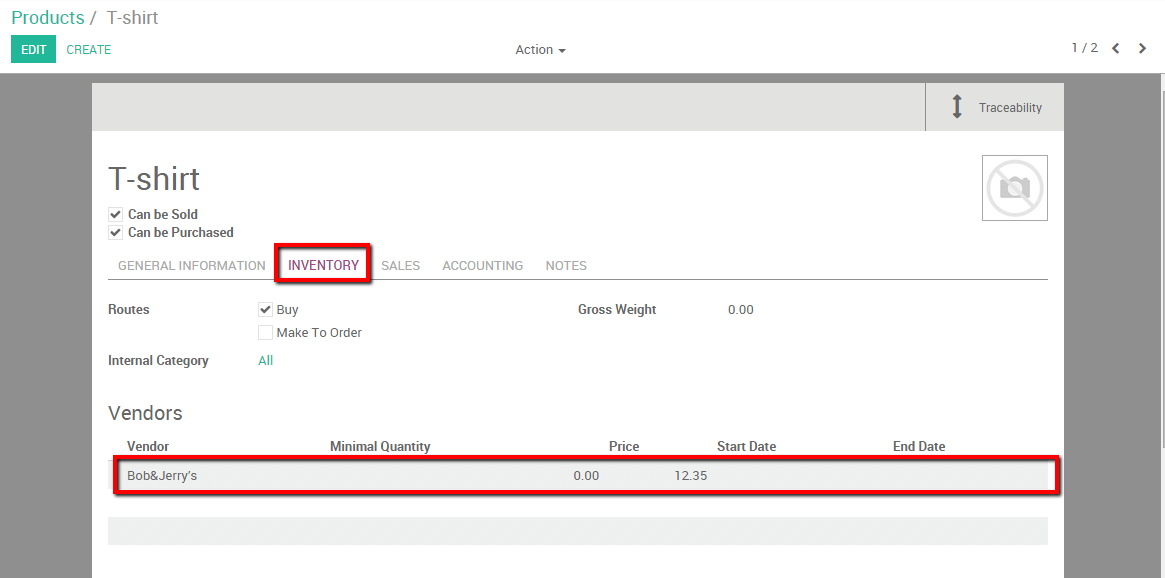 Products / T-shirt
EDIT CREATE Action 1 / 2
Traceability
T-shirt
Can be Sold
Can be Purchased
GENERAL INFORMATION INVENTORY SALES ACCOUNTING NOTES
Routes Buy Gross Weight 0.00
Make To Order
Internal Category All
Vendors
Vendor Minimal Quantity Price Start Date End Date
Bob&Jerry's 0.00 12.35